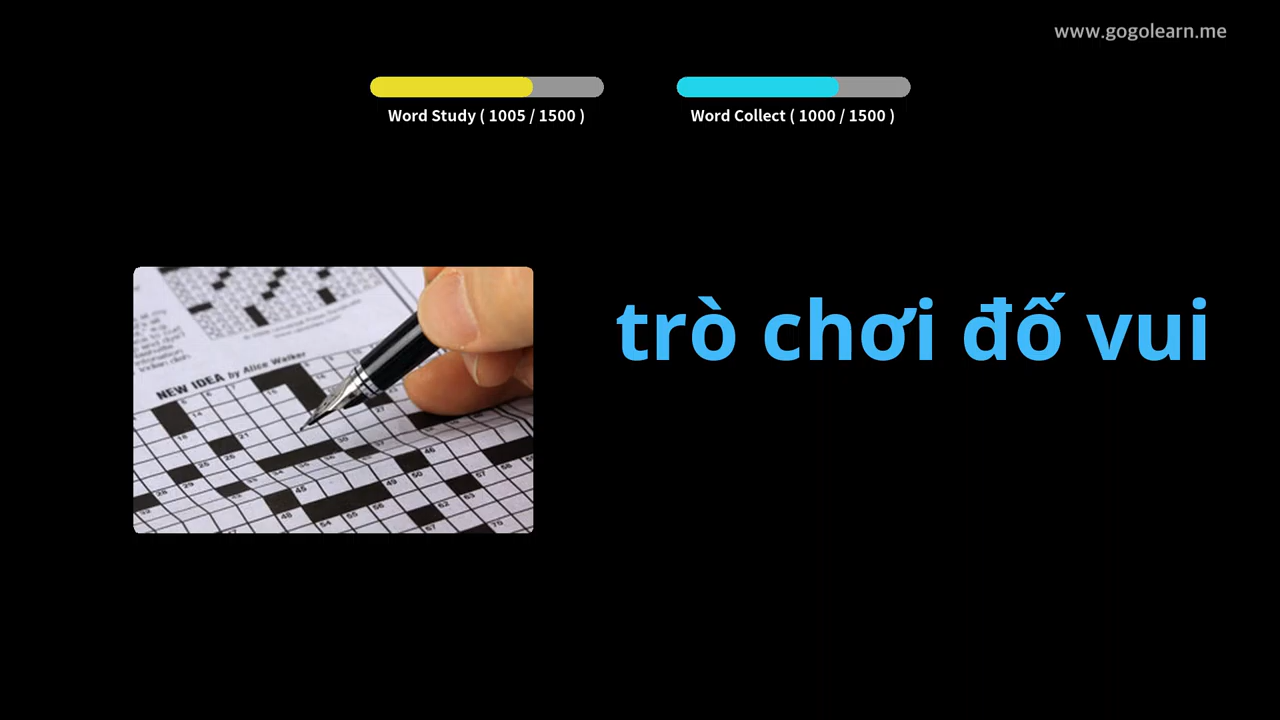 www.gogolearn.me
Word Study ( 1005 / 1500 )
Word Collect ( 1000 / 1500 )
trò chơi đố vui
NEW IDEA by Alice Walker